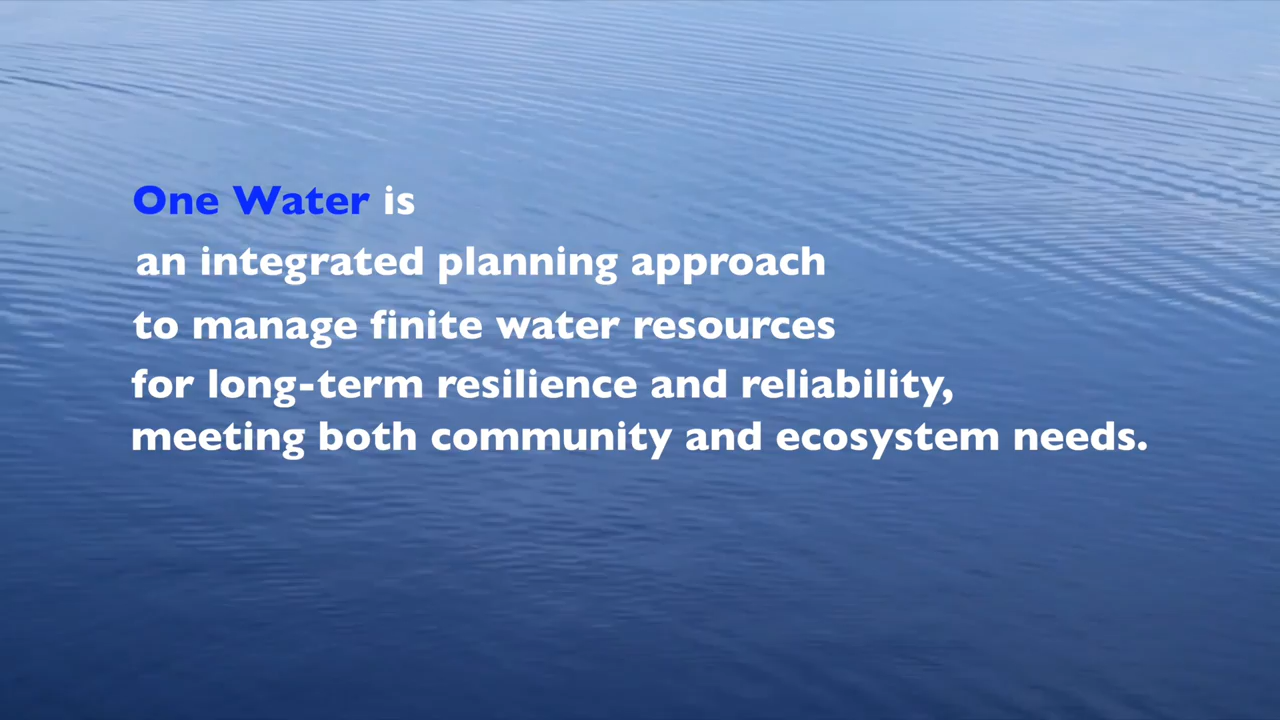 One Water is
an integrated planning approach
to manage finite water resources
for long-term resilience and reliability,
meeting both community and ecosystem needs.